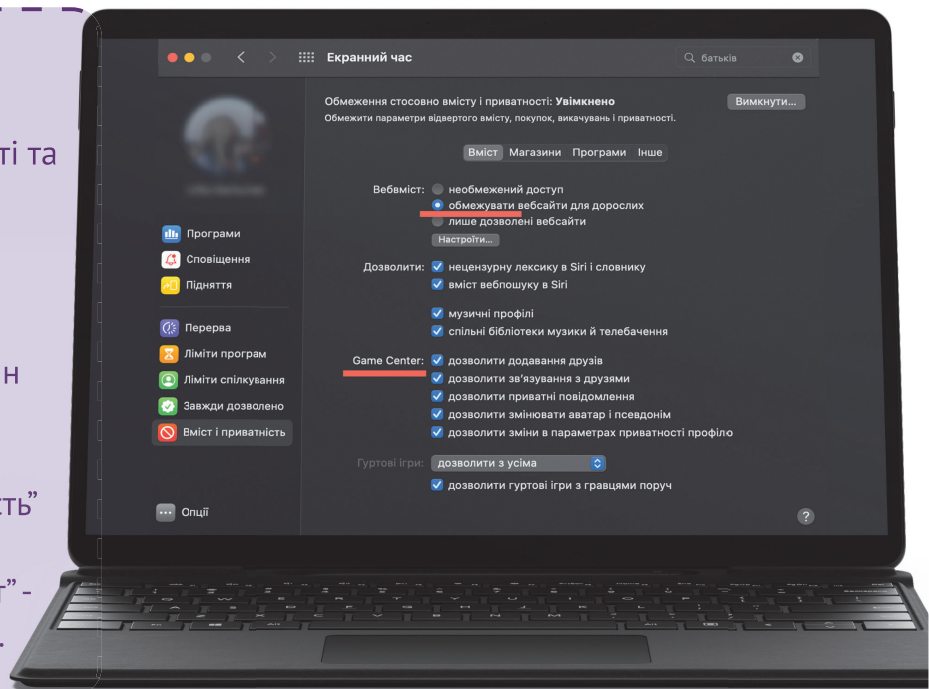 ті та
н
сть”
т” -
.
Екранний час
батьків
Обмеження стосовно вмісту і приватності: Увімкнено
Вимкнути...
Обмежити параметри відвертого вмісту, покупок, викачувань і приватності.
Вміст Магазини Програми Інше
Вебвміст:
необмежений доступ
обмежувати вебсайти для дорослих
лише дозволені вебсайти
Настроїти...
Дозволити:
нецензурну лексику в Siri і словнику
вміст вебпошуку в Siri
музичні профілі
спільні бібліотеки музики й телебачення
Game Center:
дозволити додавання друзів
дозволити зв'язування з друзями
дозволити приватні повідомлення
дозволити змінювати аватар і псевдонім
дозволити зміни в параметрах приватності профілю
Гуртові ігри: дозволити з усіма
дозволити гуртові ігри з гравцями поруч
?
Програми
Сповіщення
Підняття
Перерва
Ліміти програм
Ліміти спілкування
Завжди дозволено
Вміст і приватність
Опції